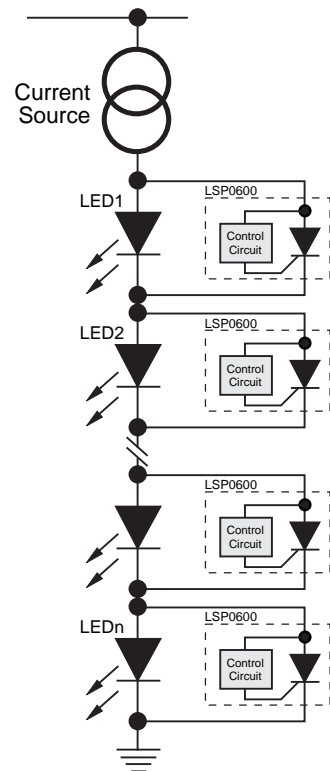 Current
Source
LSP0600
LED1
Control
Circuit
LSP0600
LED2
Control
Circuit
LSP0600
Control
Circuit
LSP0600
LEDn
Control
Circuit